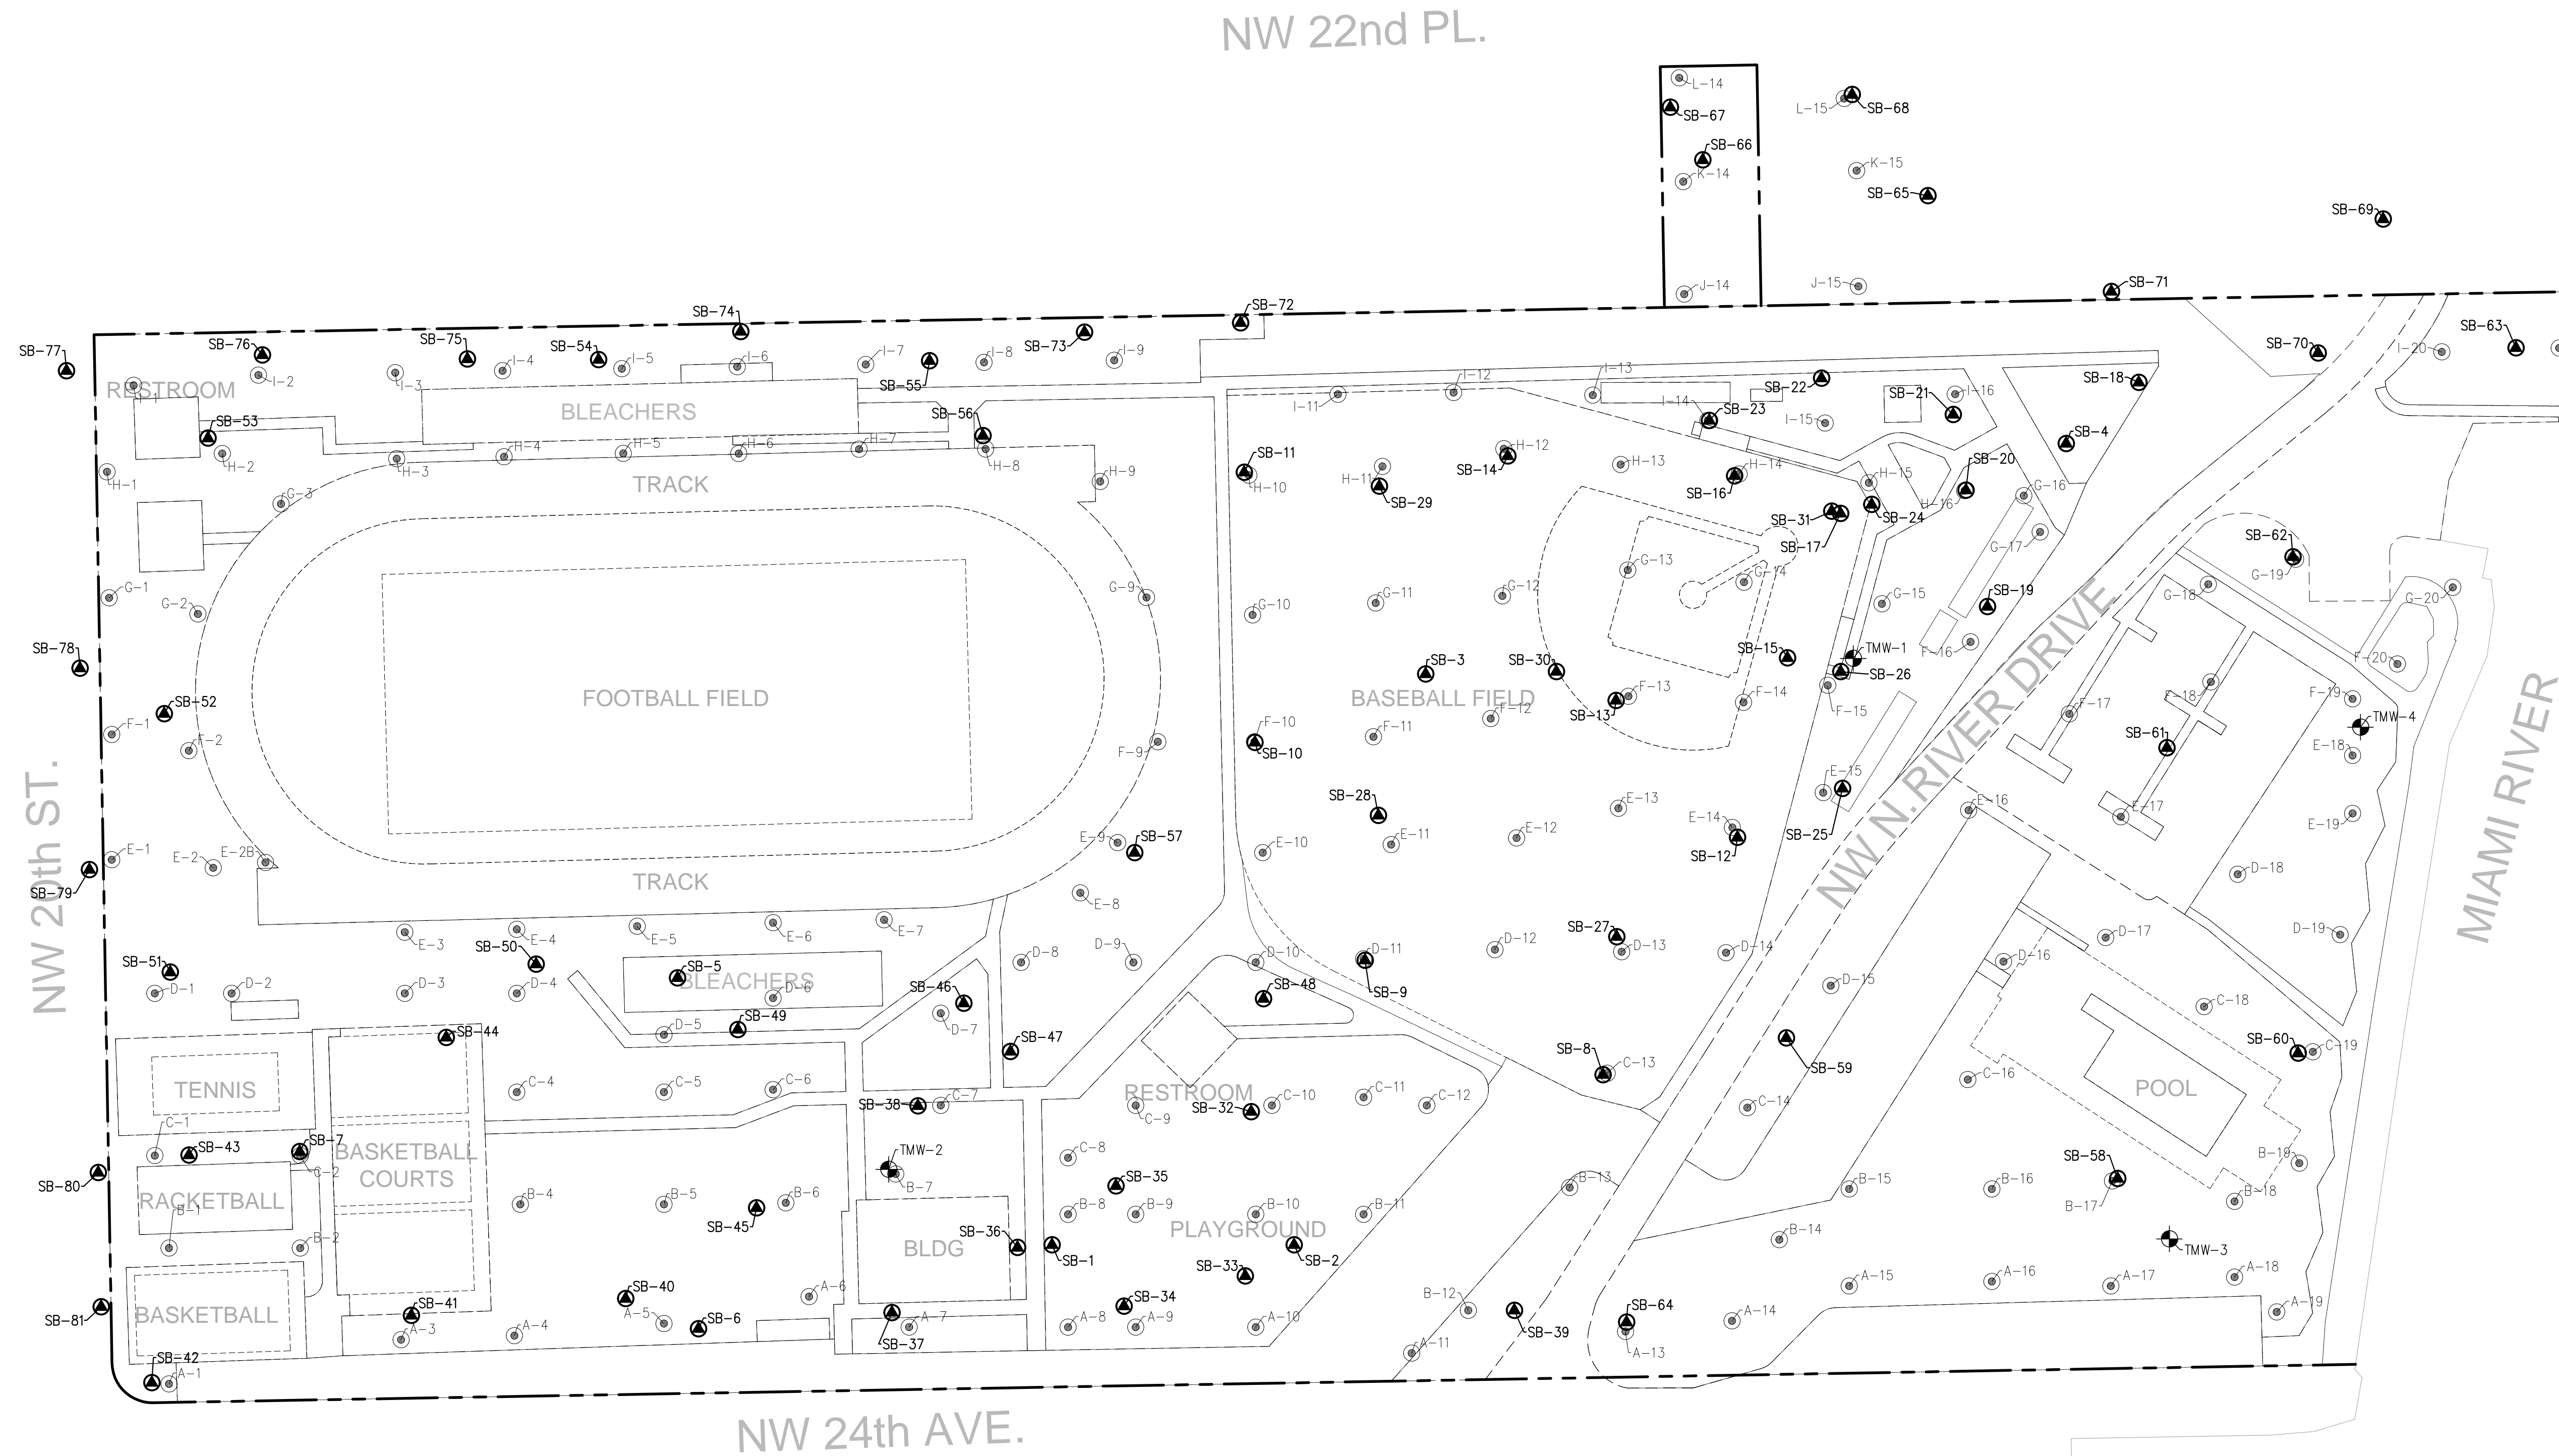 NW 22nd PL.
L-14
L-15
SB-68
SB-67
SB-66
K-15
K-14
SB-65
SB-69
J-14
J-15
SB-71
SB-74
SB-72
SB-77
SB-76
SB-75
SB-54
SB-73
SB-63
I-2
I-3
I-4
I-5
I-6
I-7
SB-55
I-8
I-9
SB-70
I-20
RESTROOM
I-1
BLEACHERS
I-11
I-12
I-13
SB-22
SB-21
I-16
SB-18
SB-53
SB-56
I-14
SB-23
I-15
SB-4
H-1
H-2
H-3
H-4
H-5
H-6
H-7
H-8
H-9
SB-11
H-10
H-11
SB-29
SB-14
H-12
H-13
SB-16
H-14
H-15
SB-20
H-16
G-16
G-3
TRACK
SB-31
SB-17
SB-24
G-17
SB-62
G-19
G-1
G-2
G-9
G-10
G-11
G-12
G-13
G-14
G-15
SB-19
G-18
G-20
SB-78
SB-52
F-1
F-2
FOOTBALL FIELD
F-9
F-10
SB-10
SB-3
BASEBALL FIELD
F-11
F-12
SB-30
SB-13
F-13
SB-15
F-14
TMW-1
SB-26
F-15
F-16
F-17
F-18
F-19
F-20
TMW-4
SB-61
E-18
NW 20th ST.
NW N.RIVER DRIVE
MIAMI RIVER
SB-79
E-1
E-2
E-2B
TRACK
E-9
SB-57
E-10
SB-28
E-11
E-12
E-13
E-14
SB-12
E-15
SB-25
E-16
E-17
E-19
E-3
E-4
E-5
E-6
E-7
E-8
D-18
SB-51
D-1
D-2
D-3
D-4
SB-50
SB-5
BLEACHERS
D-6
SB-46
D-7
D-8
D-9
D-10
SB-48
D-11
SB-9
D-12
SB-27
D-13
D-14
D-15
D-16
D-17
D-19
SB-44
D-5
SB-49
SB-47
SB-8
C-13
SB-59
C-18
SB-60
C-19
TENNIS
C-4
C-5
C-6
SB-38
C-7
RESTROOM
C-9
SB-32
C-10
C-11
C-12
C-14
C-16
POOL
C-1
SB-43
SB-7
C-2
BASKETBALL
COURTS
TMW-2
B-7
C-8
SB-35
B-13
SB-58
B-17
B-19
SB-80
RACKETBALL
B-1
B-2
B-4
B-5
SB-45
B-6
B-8
B-9
B-10
B-11
PLAYGROUND
B-14
B-15
B-16
B-18
TMW-3
BLDG
SB-36
SB-1
SB-33
SB-2
SB-81
BASKETBALL
SB-41
A-3
A-4
SB-40
A-5
SB-6
A-6
SB-37
A-7
A-8
SB-34
A-9
A-10
A-11
B-12
SB-39
SB-64
A-13
A-14
A-15
A-16
A-17
A-18
A-19
SB-42
A-1
NW 24th AVE.